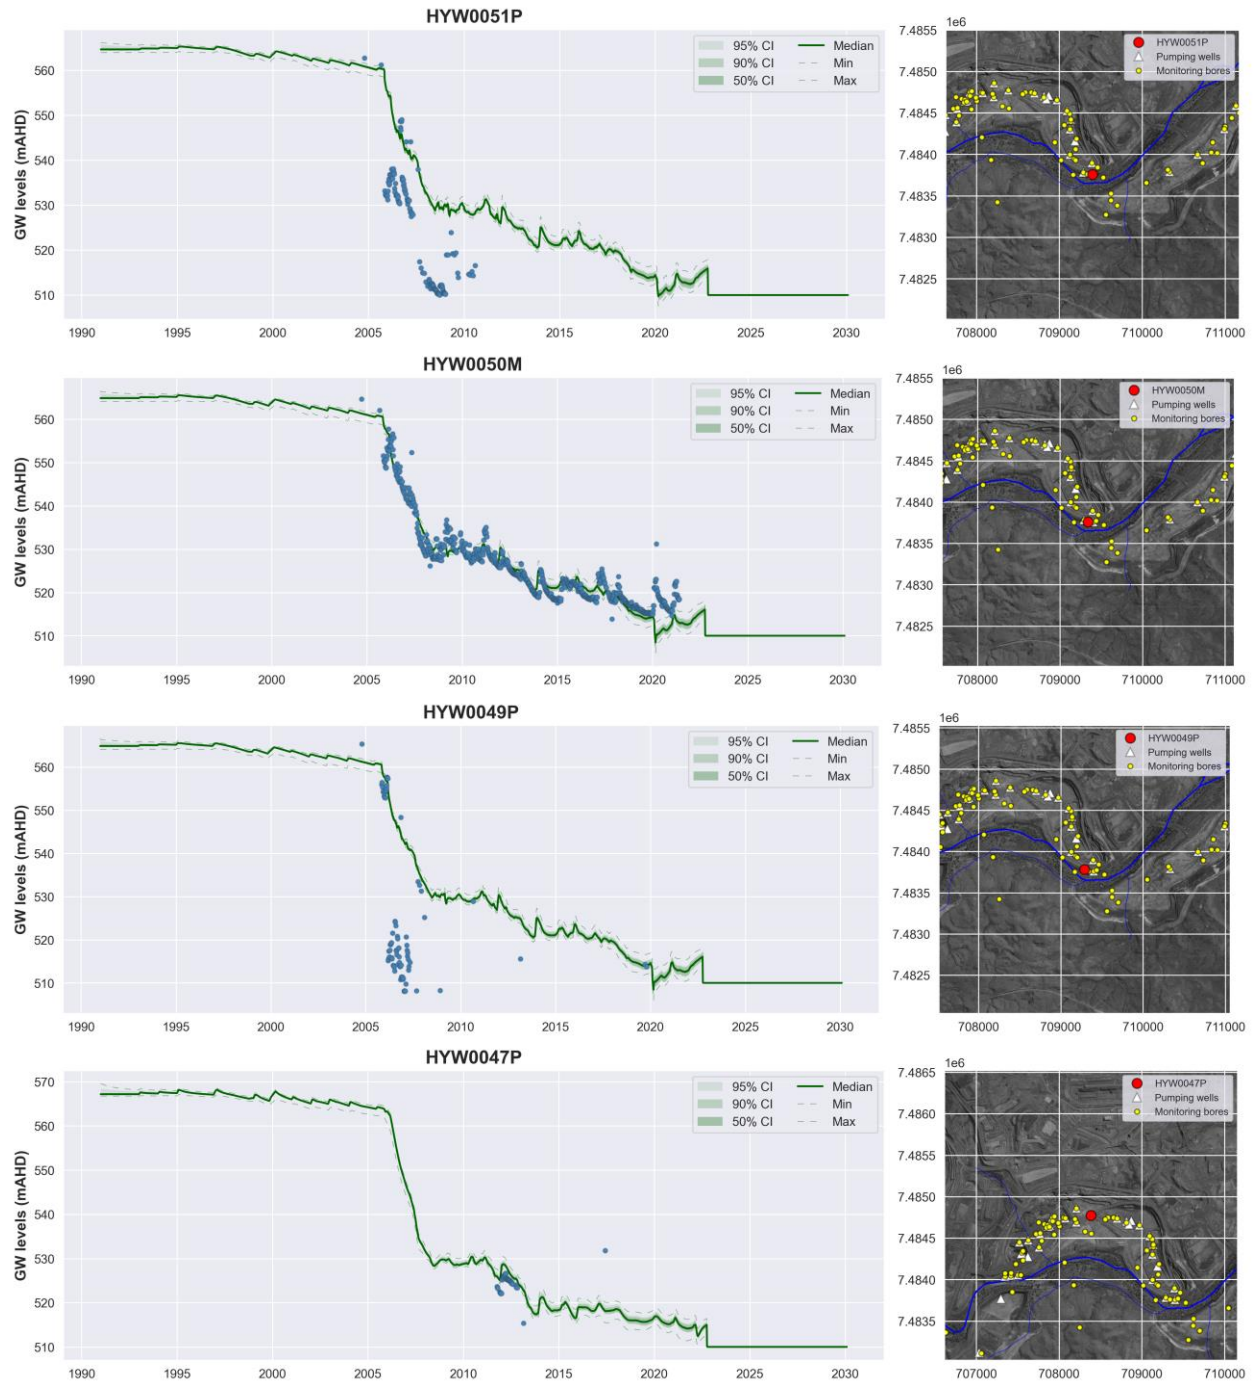 HYW0051P
GW levels (mAHD)
560
550
540
530
520
510
1990 1995 2000 2005 2010 2015 2020 2025 2030
95% CI Median
90% CI Min
50% CI Max
1e6
7.4855
7.4850
7.4845
7.4840
7.4835
7.4830
7.4825
708000 709000 710000 711000
HYW0051P
Pumping wells
Monitoring bores
HYW0050M
GW levels (mAHD)
560
550
540
530
520
510
1990 1995 2000 2005 2010 2015 2020 2025 2030
95% CI Median
90% CI Min
50% CI Max
1e6
7.4855
7.4850
7.4845
7.4840
7.4835
7.4830
7.4825
708000 709000 710000 711000
HYW0050M
Pumping wells
Monitoring bores
HYW0049P
GW levels (mAHD)
560
550
540
530
520
510
1990 1995 2000 2005 2010 2015 2020 2025 2030
95% CI Median
90% CI Min
50% CI Max
1e6
7.4855
7.4850
7.4845
7.4840
7.4835
7.4830
7.4825
708000 709000 710000 711000
HYW0049P
Pumping wells
Monitoring bores
HYW0047P
GW levels (mAHD)
570
560
550
540
530
520
510
1990 1995 2000 2005 2010 2015 2020 2025 2030
95% CI Median
90% CI Min
50% CI Max
1e6
7.4865
7.4860
7.4855
7.4850
7.4845
7.4840
7.4835
707000 708000 709000 710000
HYW0047P
Pumping wells
Monitoring bores